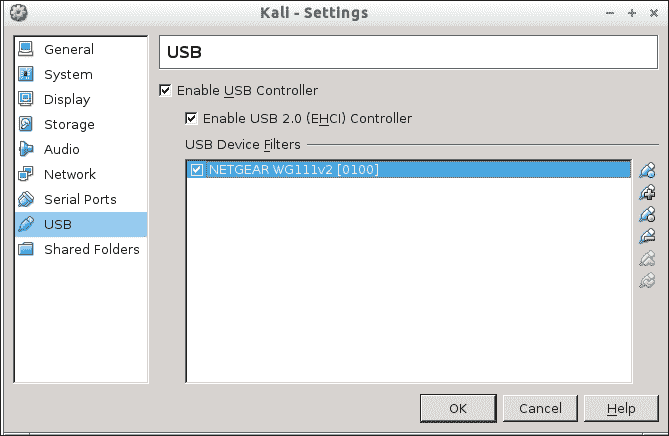 Kali - Settings
General
System
Display
Storage
Audio
Network
Serial Ports
USB
Shared Folders
USB
Enable USB Controller
Enable USB 2.0 (EHCI) Controller
USB Device Filters
NETGEAR WG111v2 [0100]
OK
Cancel
Help